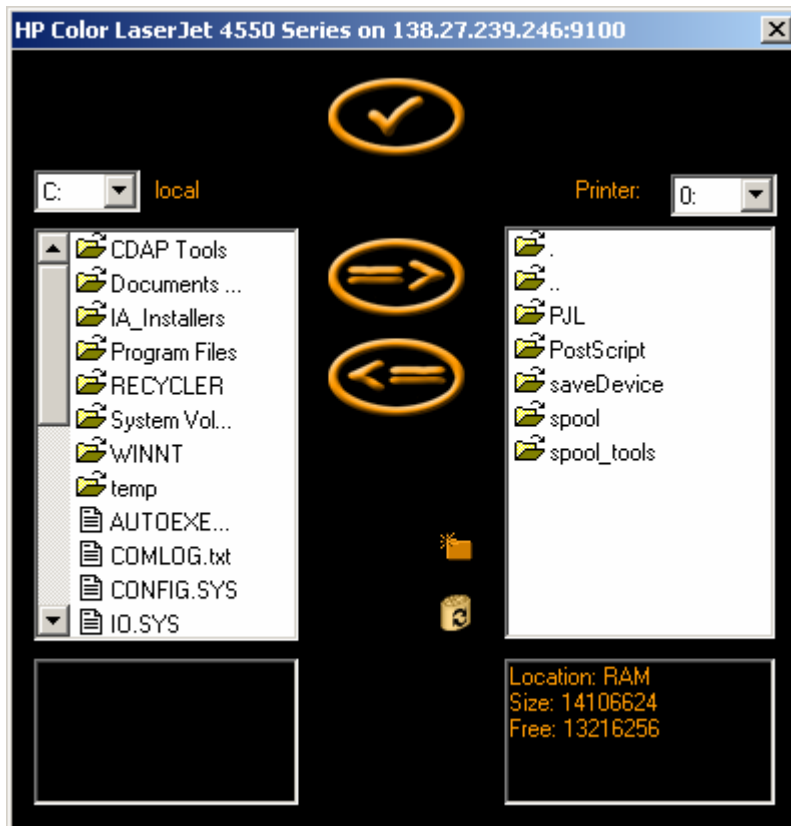 HP Color LaserJet 4550 Series on 138.27.239.246:9100
C:
local
Printer:
0:
CDAP Tools
Documents ...
IA_Installers
Program Files
RECYCLER
System Vol...
WINNT
temp
AUTOEXE...
COMLOG.txt
CONFIG.SYS
IO.SYS
.
..
PJL
PostScript
saveDevice
spool
spool_tools
Location: RAM
Size: 14106624
Free: 13216256